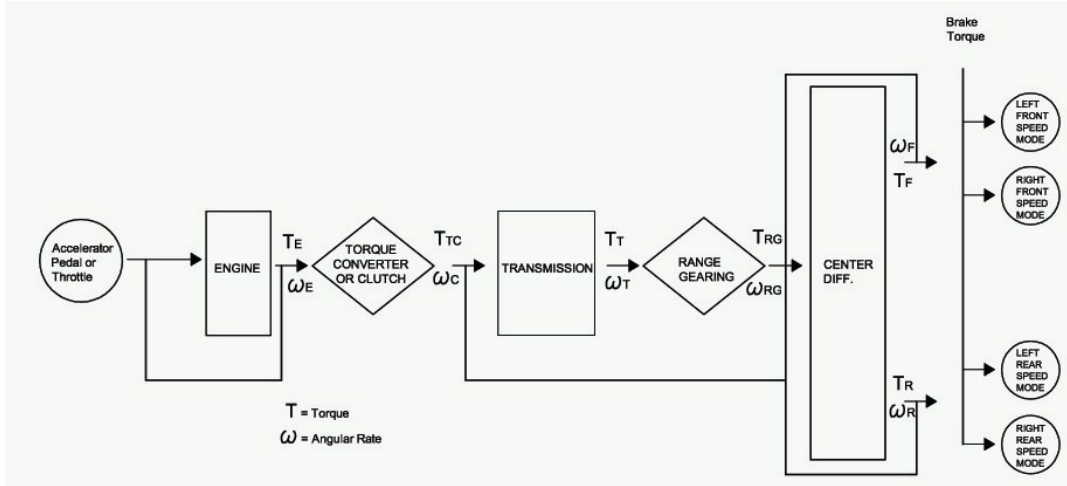 Brake
Torque
Accelerator
Pedal or
Throttle
ENGINE
TE
ωE
TORQUE
CONVERTER
OR CLUTCH
TTC
ωC
TRANSMISSION
TT
ωT
RANGE
GEARING
TRG
ωRG
CENTER
DIFF.
ωF
TF
TR
ωR
LEFT
FRONT
SPEED
MODE
RIGHT
FRONT
SPEED
MODE
LEFT
REAR
SPEED
MODE
RIGHT
REAR
SPEED
MODE
T = Torque
ω = Angular Rate